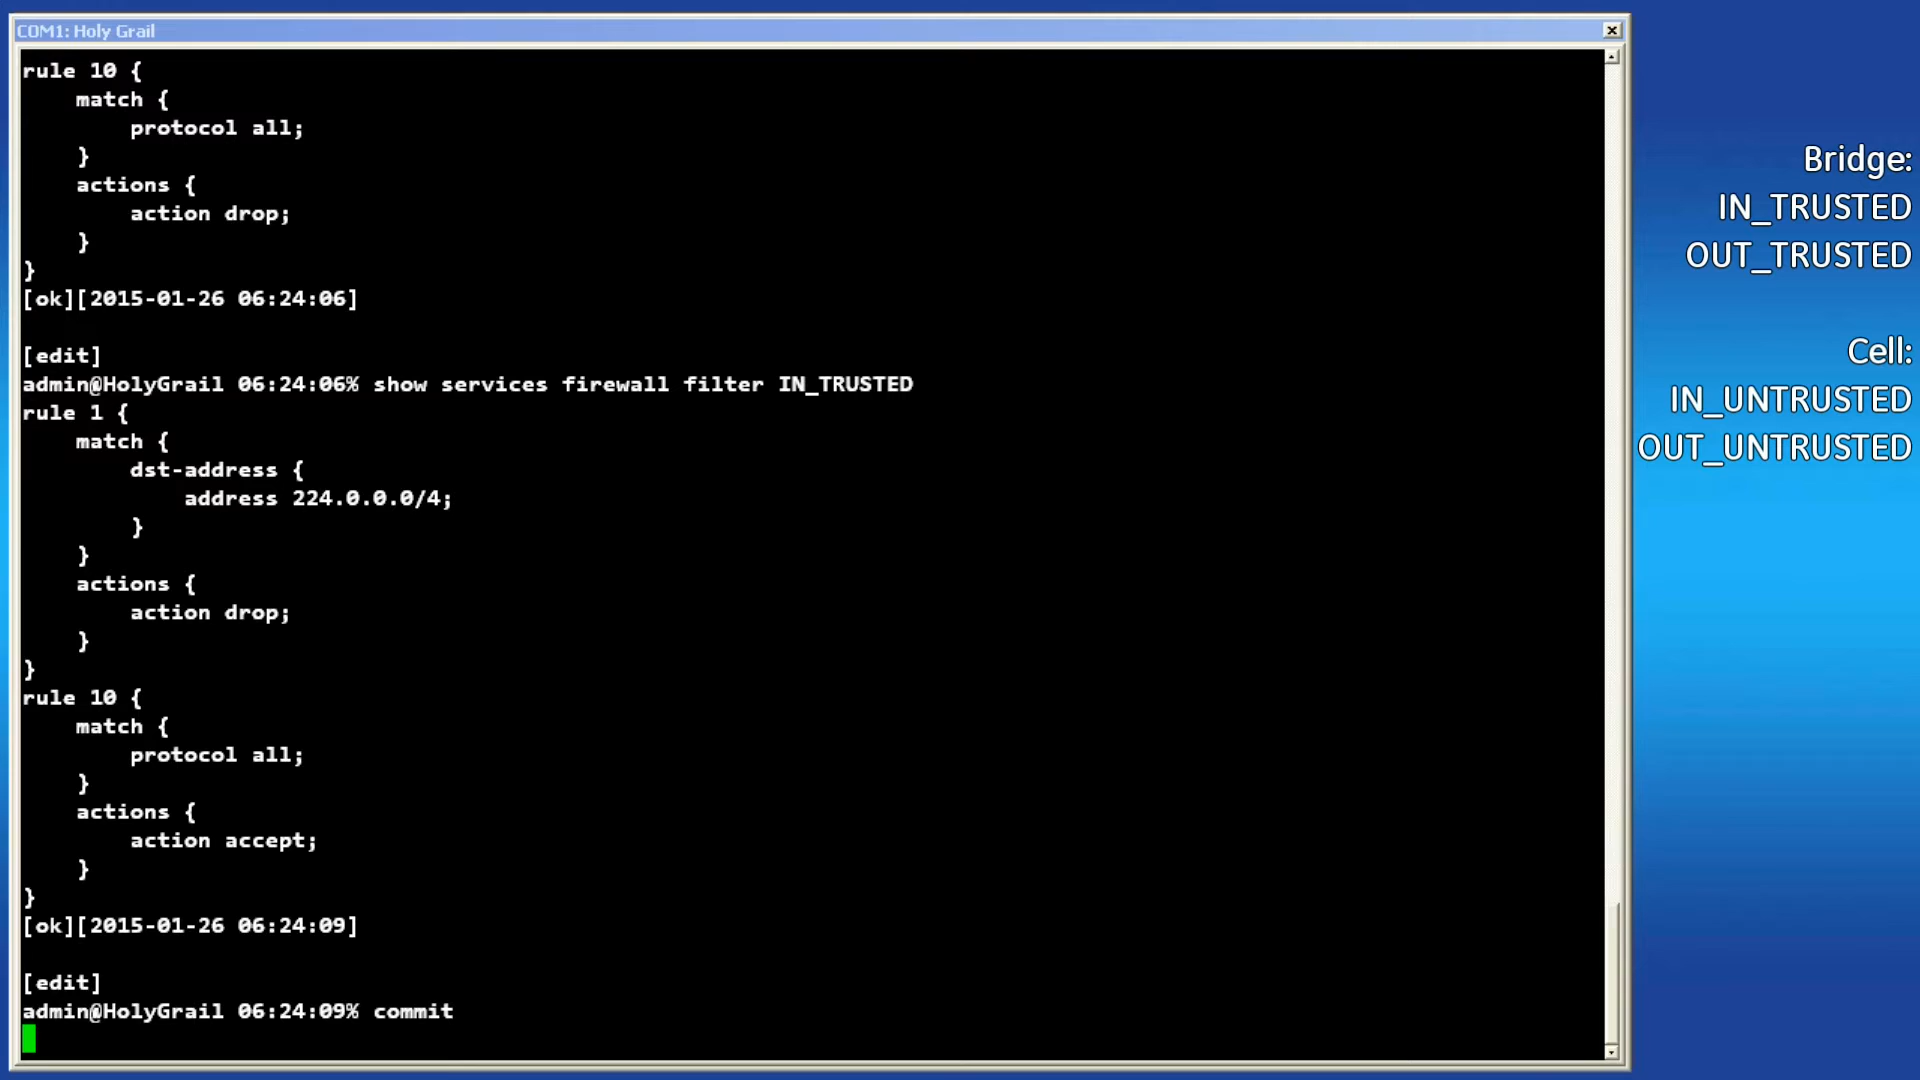 COM1: Holy Grail
rule 10 {
    match {
        protocol all;
    }
    actions {
        action drop;
    }
}
[ok][2015-01-26 06:24:06]

[edit]
admin@HolyGrail 06:24:06% show services firewall filter IN_TRUSTED
rule 1 {
    match {
        dst-address {
            address 224.0.0.0/4;
        }
    }
    actions {
        action drop;
    }
}
rule 10 {
    match {
        protocol all;
    }
    actions {
        action accept;
    }
}
[ok][2015-01-26 06:24:09]

[edit]
admin@HolyGrail 06:24:09% commit
Bridge:
IN_TRUSTED
OUT_TRUSTED
Cell:
IN_UNTRUSTED
OUT_UNTRUSTED